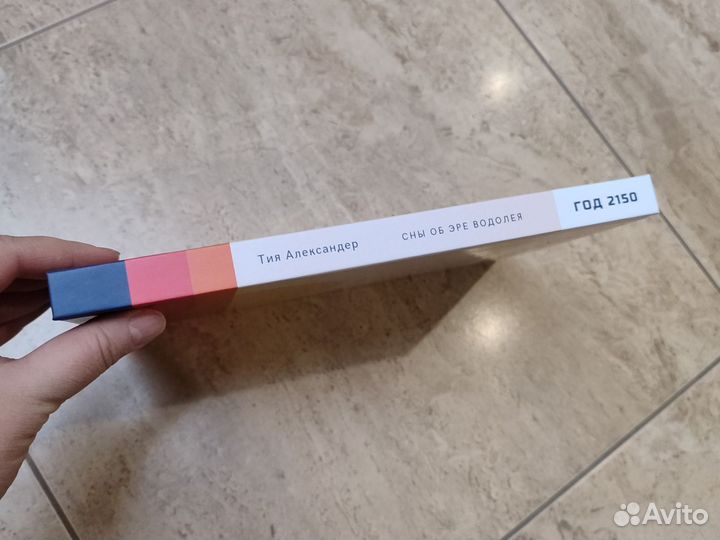 Тия Александер
СНЫ ОБ ЭРЕ ВОДОЛЕЯ
ГОД 2150
Avito